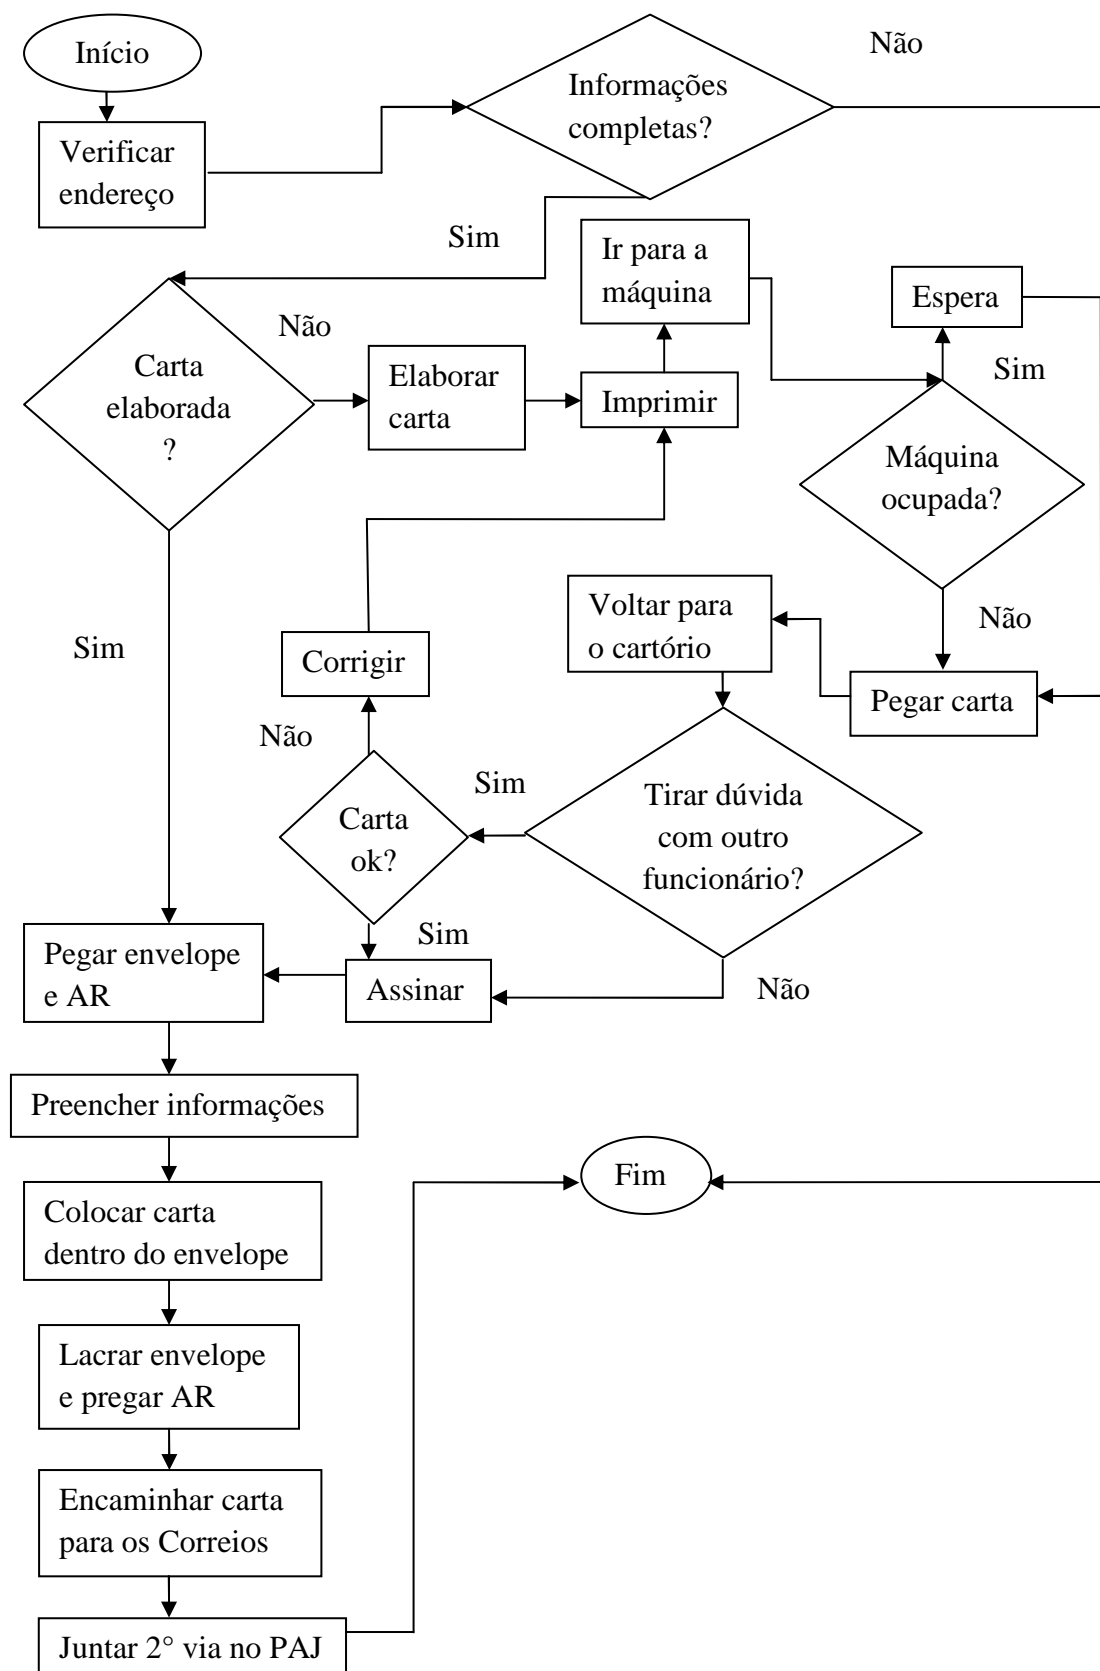 Início
Não
Informações
completas?
Verificar
endereço
Sim
Ir para a
máquina
Espera
Não
Sim
Carta
elaborada
?
Elaborar
carta
Imprimir
Máquina
ocupada?
Voltar para
o cartório
Não
Sim
Corrigir
Pegar carta
Não
Sim
Tirar dúvida
com outro
funcionário?
Carta
ok?
Sim
Pegar envelope
e AR
Assinar
Não
Preencher informações
Fim
Colocar carta
dentro do envelope
Lacrar envelope
e pregar AR
Encaminhar carta
para os Correios
Juntar 2° via no PAJ